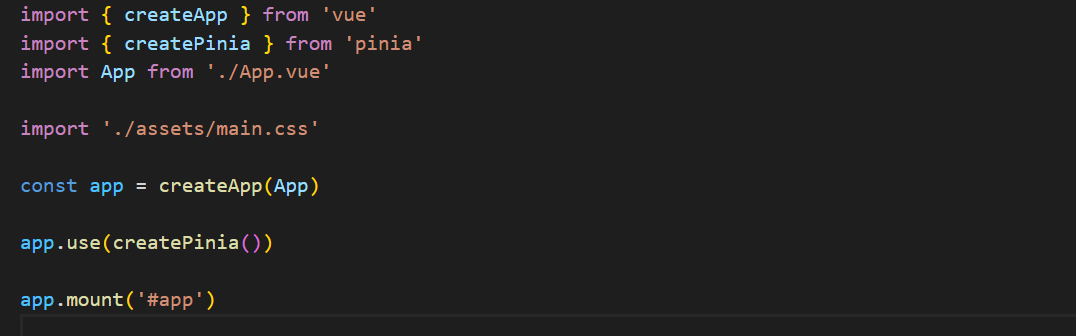 import { createApp } from 'vue'
import { createPinia } from 'pinia'
import App from './App.vue'
import './assets/main.css'
const app = createApp(App)
app.use(createPinia())
app.mount('#app')